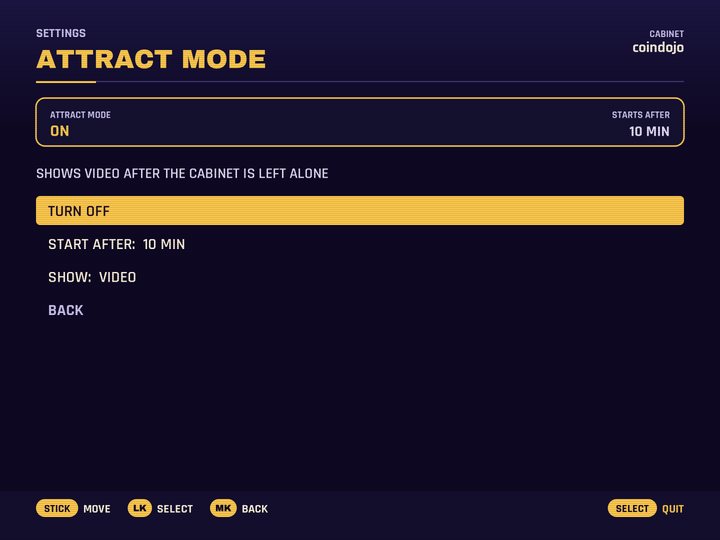 SETTINGS
ATTRACT MODE
CABINET
coindojo
ATTRACT MODE
ON
STARTS AFTER
10 MIN
SHOWS VIDEO AFTER THE CABINET IS LEFT ALONE
TURN OFF
START AFTER: 10 MIN
SHOW: VIDEO
BACK
STICK MOVE LK SELECT MK BACK SELECT QUIT